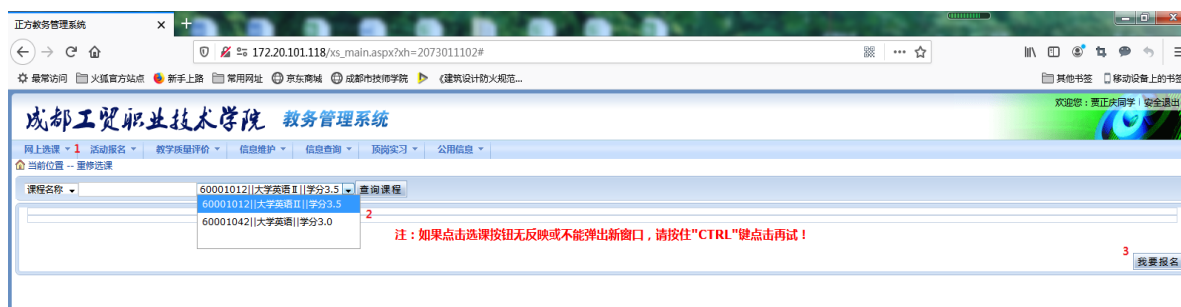 正方教务管理系统
172.20.101.118/xs_main.aspx?xh=2073011102#
最常访问 火狐官方站点 新手上路 常用网址 京东商城 成都市技师学院 《建筑设计防火规范... 其他书签 移动设备上的书签
欢迎您：贾正庆同学 安全退出
成都工贸职业技术学院 教务管理系统
网上选课 1 活动报名 教学质量评价 信息维护 信息查询 顶岗实习 公用信息
当前位置 -- 重修选课
课程名称 60001012||大学英语Ⅱ||学分3.5 查询课程
60001012||大学英语Ⅱ||学分3.5
2
60001042||大学英语||学分3.0
注：如果点击选课按钮无反映或不能弹出新窗口，请按住"CTRL"键点击再试！
3
我要报名